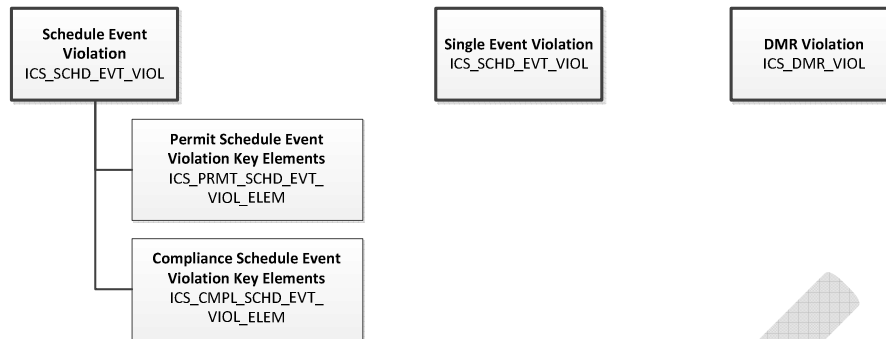 Schedule Event
Violation
ICS_SCHD_EVT_VIOL
Single Event Violation
ICS_SCHD_EVT_VIOL
DMR Violation
ICS_DMR_VIOL
Permit Schedule Event
Violation Key Elements
ICS_PRMT_SCHD_EVT_
VIOL_ELEM
Compliance Schedule Event
Violation Key Elements
ICS_CMPL_SCHD_EVT_
VIOL_ELEM